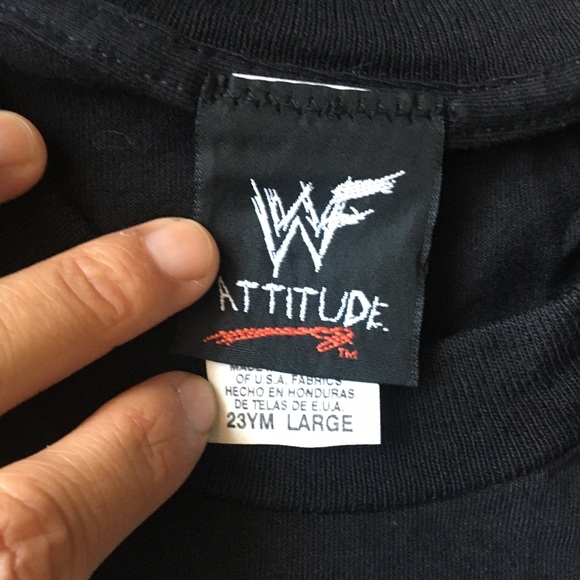 WF
ATTITUDE.
TM
OF U.S.A. FABRICS
HECHO EN HONDURAS
DE TELAS DE E.U.A.
23YM LARGE